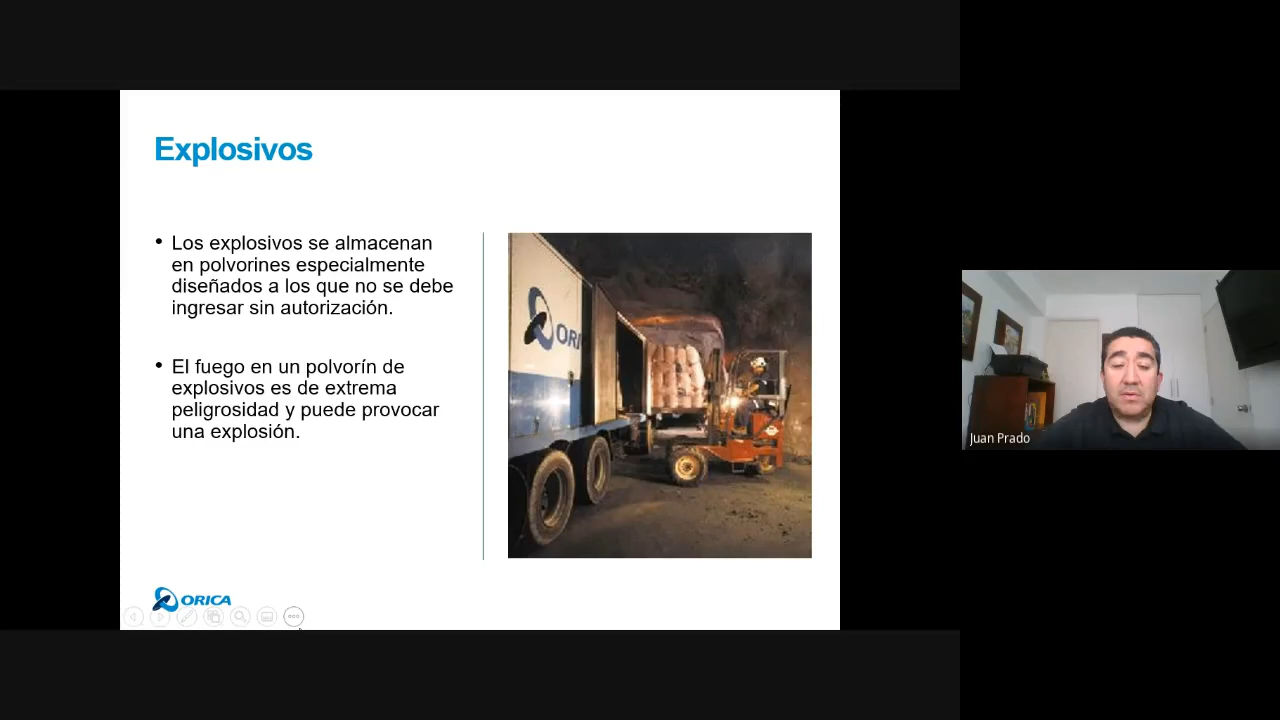 Explosivos
• Los explosivos se almacenan
en polvorines especialmente
diseñados a los que no se debe
ingresar sin autorización.
• El fuego en un polvorín de
explosivos es de extrema
peligrosidad y puede provocar
una explosión.
ORI
ORICA
Juan Prado